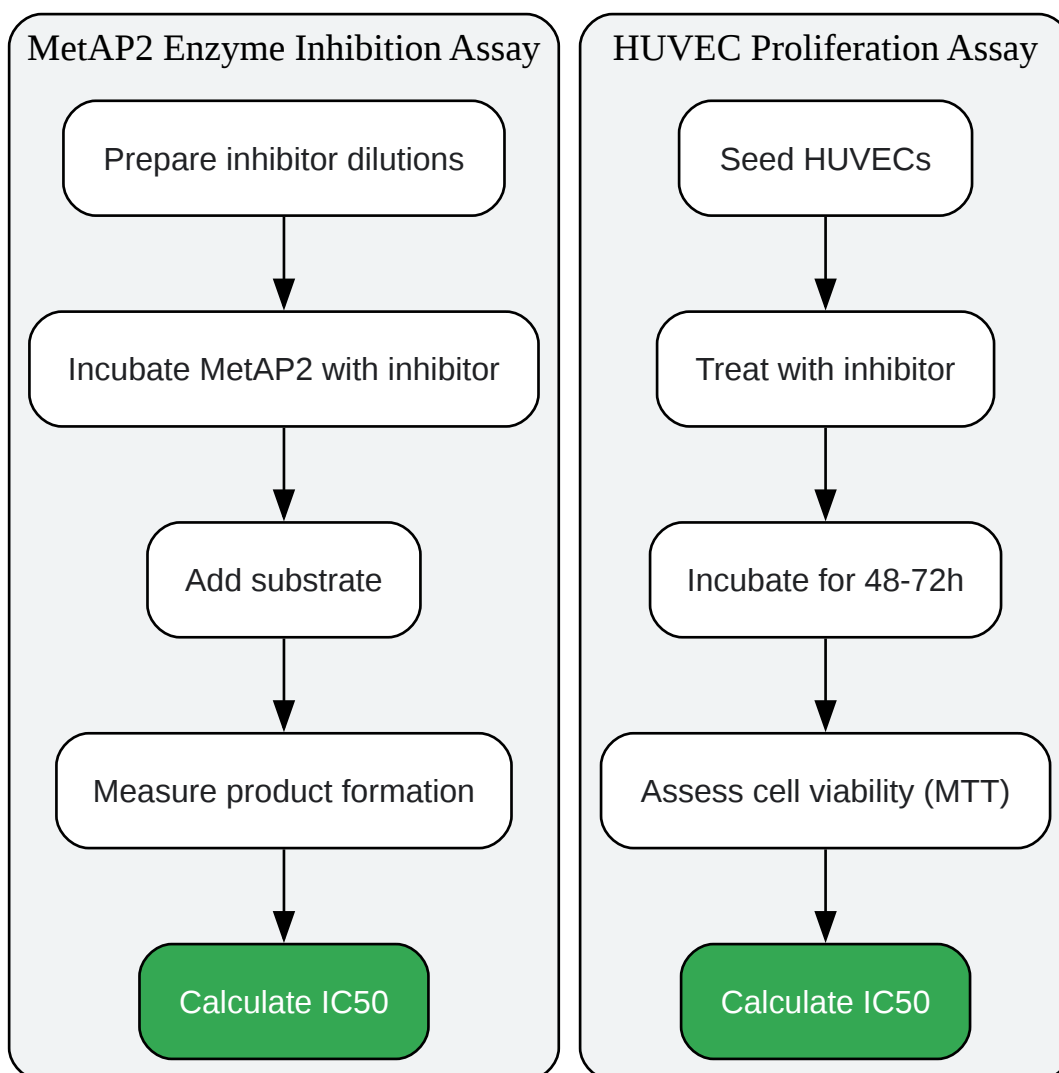 MetAP2 Enzyme Inhibition Assay
Prepare inhibitor dilutions
Incubate MetAP2 with inhibitor
Add substrate
Measure product formation
Calculate IC50
HUVEC Proliferation Assay
Seed HUVECs
Treat with inhibitor
Incubate for 48-72h
Assess cell viability (MTT)
Calculate IC50